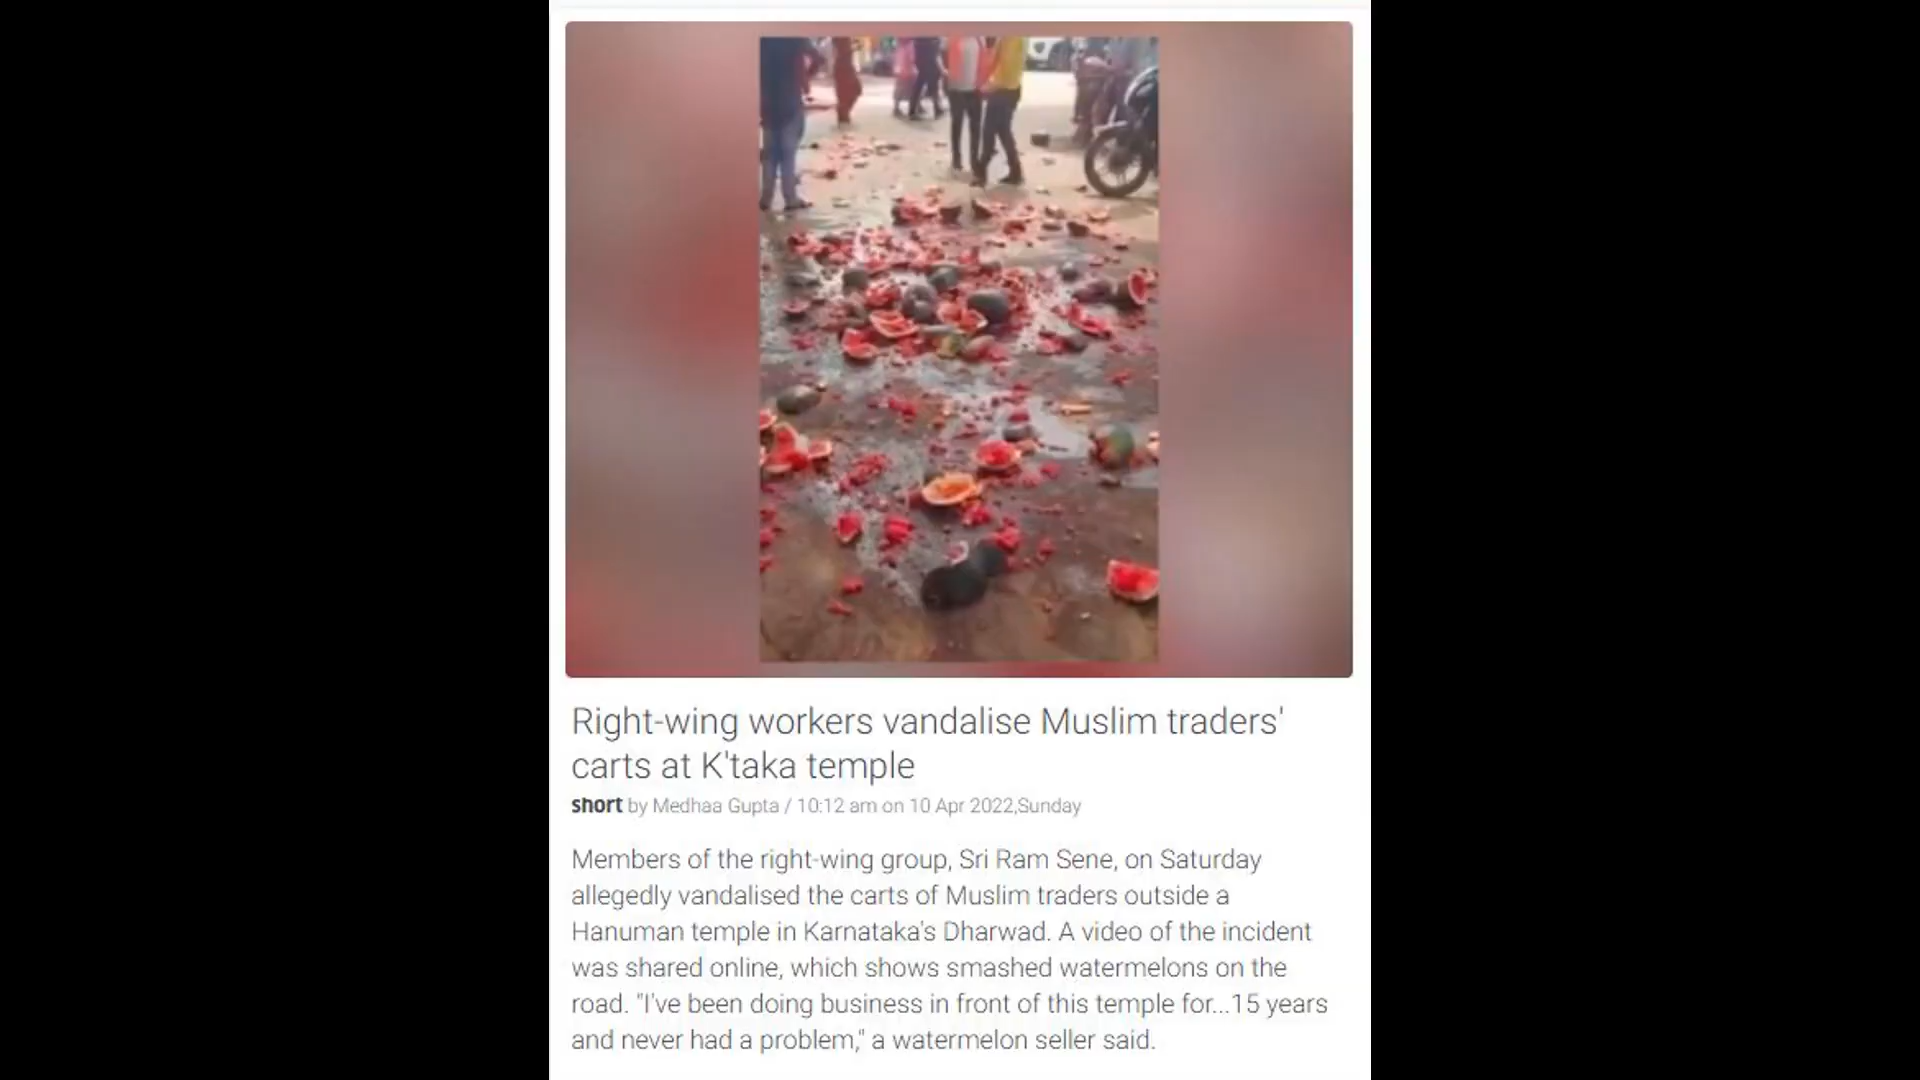 Right-wing workers vandalise Muslim traders'
carts at K'taka temple
short by Medhaa Gupta / 10:12 am on 10 Apr 2022,Sunday
Members of the right-wing group, Sri Ram Sene, on Saturday
allegedly vandalised the carts of Muslim traders outside a
Hanuman temple in Karnataka's Dharwad. A video of the incident
was shared online, which shows smashed watermelons on the
road. "I've been doing business in front of this temple for...15 years
and never had a problem," a watermelon seller said.